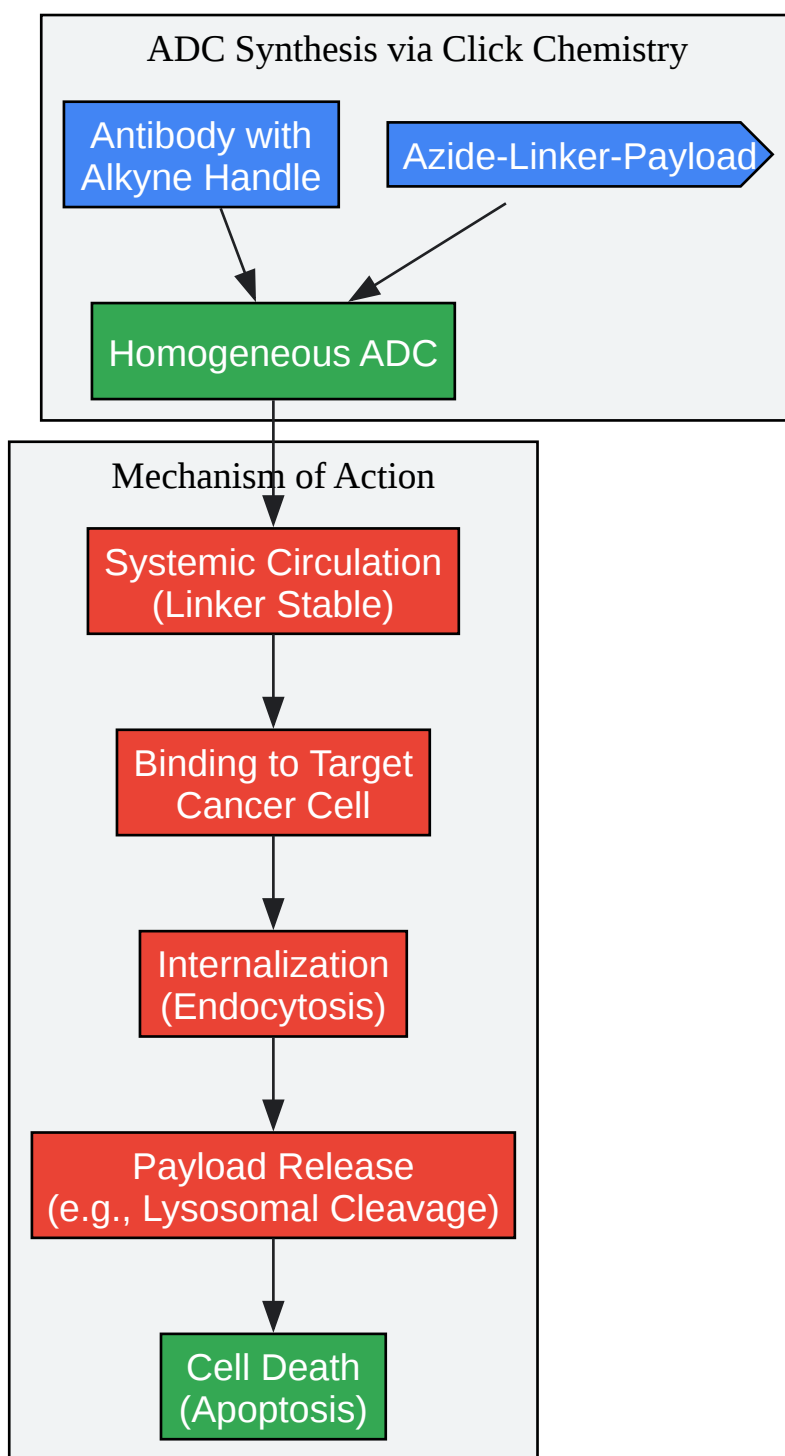 ADC Synthesis via Click Chemistry
Antibody with
Alkyne Handle
Azide-Linker-Payload
Homogeneous ADC
Mechanism of Action
Systemic Circulation
(Linker Stable)
Binding to Target
Cancer Cell
Internalization
(Endocytosis)
Payload Release
(e.g., Lysosomal Cleavage)
Cell Death
(Apoptosis)